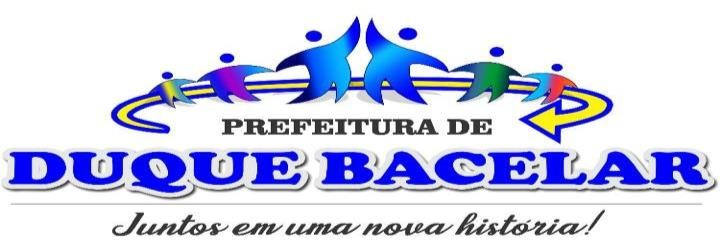 PREFEITURA DE
DUQUE BACELAR
Juntos em uma nova história!